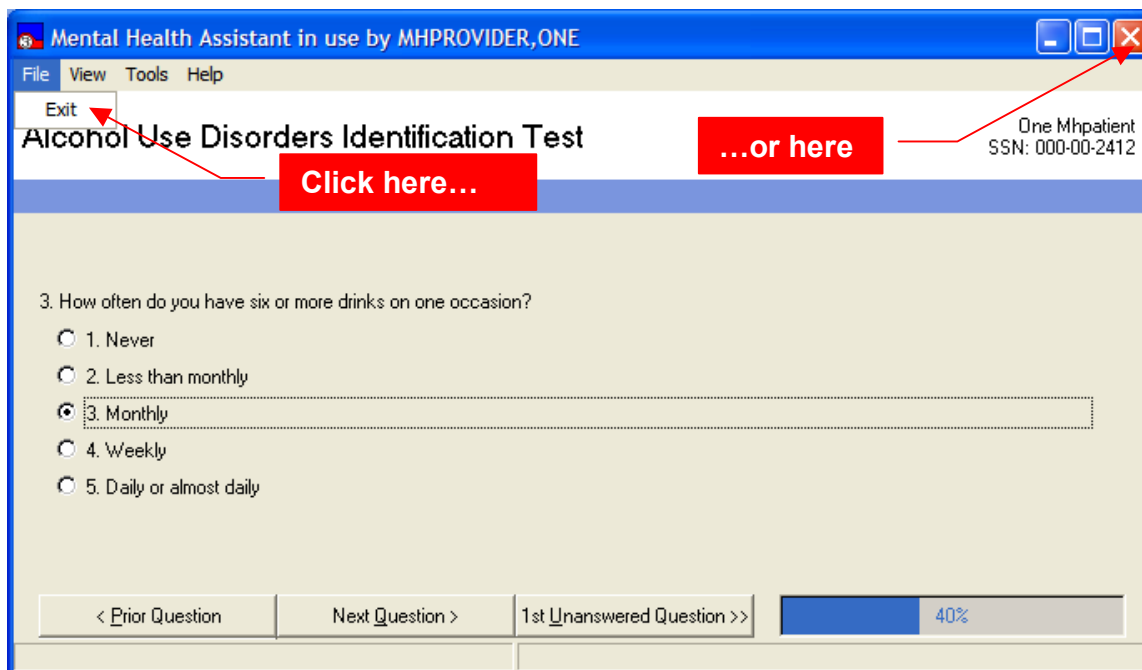 Mental Health Assistant in use by MHPROVIDER,ONE
File View Tools Help
Exit
Alcohol Use Disorders Identification Test
One Mhpatient
SSN: 000-00-2412
…or here
Click here…
3. How often do you have six or more drinks on one occasion?
1. Never
2. Less than monthly
3. Monthly
4. Weekly
5. Daily or almost daily
< Prior Question Next Question > 1st Unanswered Question >> 40%